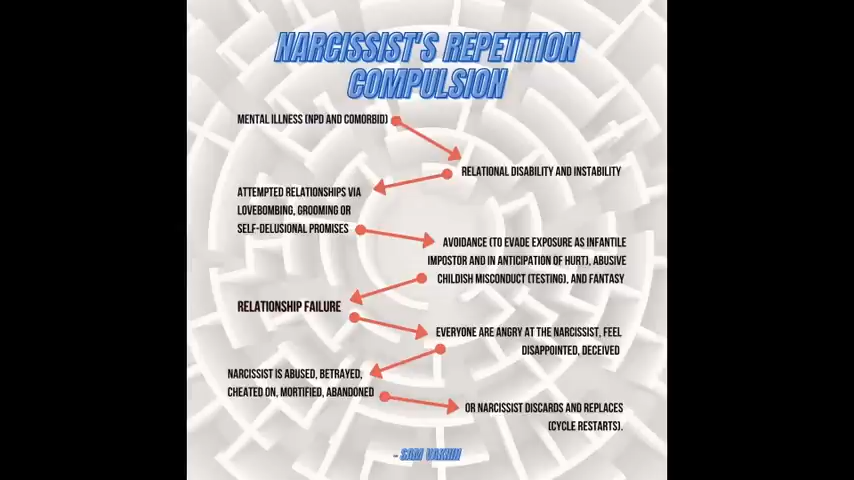 NARCISSIST'S REPETITION
COMPULSION
MENTAL ILLNESS (NPD AND COMORBID)
RELATIONAL DISABILITY AND INSTABILITY
ATTEMPTED RELATIONSHIPS VIA
LOVEBOMBING, GROOMING OR
SELF-DELUSIONAL PROMISES
AVOIDANCE (TO EVADE EXPOSURE AS INFANTILE
IMPOSTOR AND IN ANTICIPATION OF HURT), ABUSIVE
CHILDISH MISCONDUCT (TESTING), AND FANTASY
RELATIONSHIP FAILURE
EVERYONE ARE ANGRY AT THE NARCISSIST, FEEL
DISAPPOINTED, DECEIVED
NARCISSIST IS ABUSED, BETRAYED,
CHEATED ON, MORTIFIED, ABANDONED
OR NARCISSIST DISCARDS AND REPLACES
(CYCLE RESTARTS).
- SAM VAKNIN